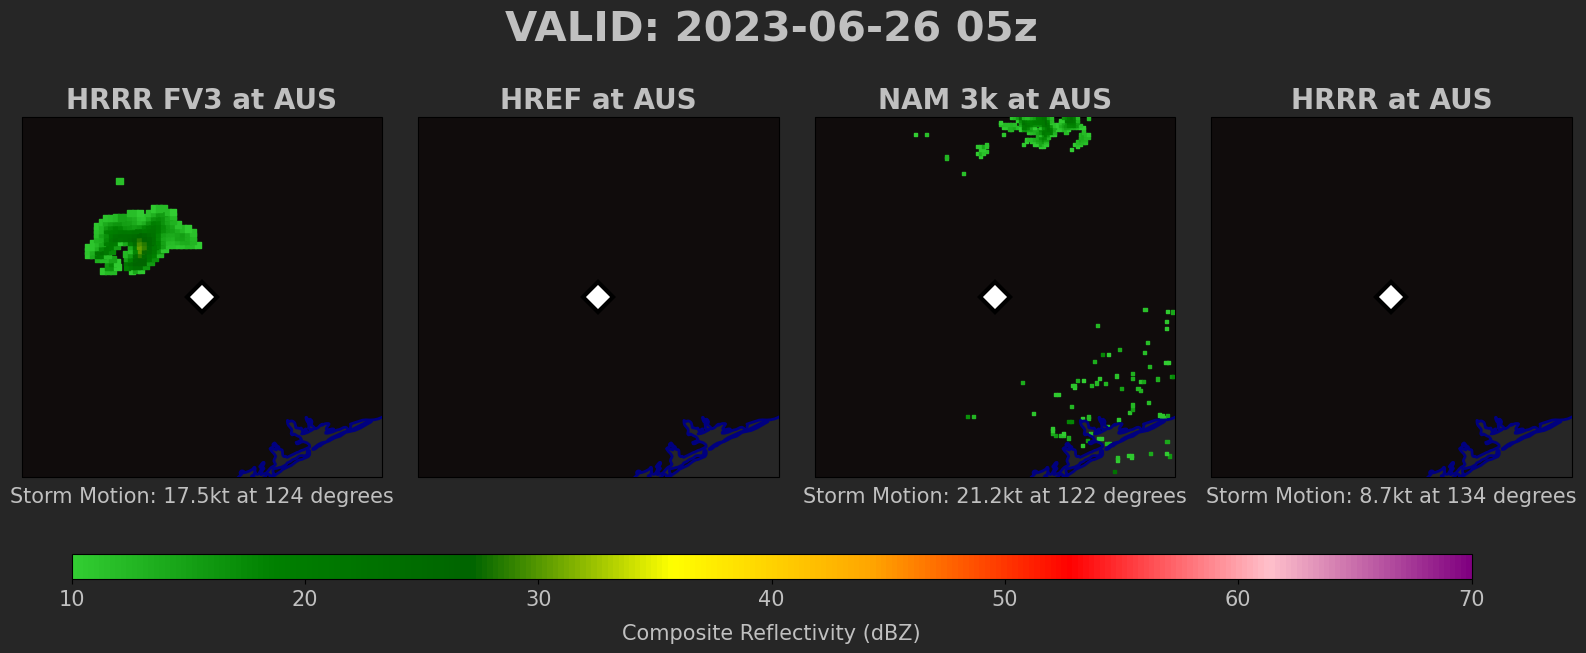 VALID: 2023-06-26 05z
HRRR FV3 at AUS
HREF at AUS
NAM 3k at AUS
HRRR at AUS
Storm Motion: 17.5kt at 124 degrees
Storm Motion: 21.2kt at 122 degrees
Storm Motion: 8.7kt at 134 degrees
10 20 30 40 50 60 70
Composite Reflectivity (dBZ)